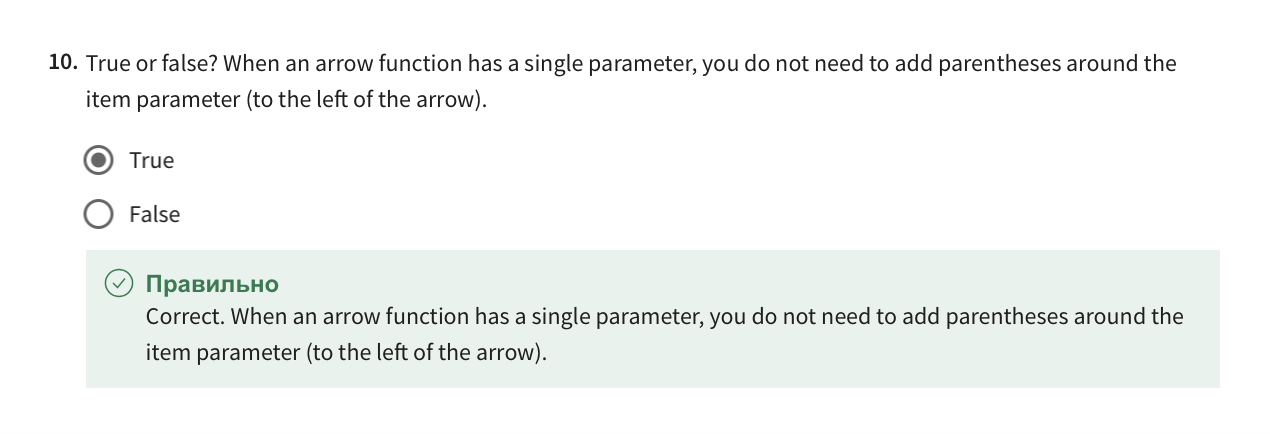 10. True or false? When an arrow function has a single parameter, you do not need to add parentheses around the
item parameter (to the left of the arrow).
True
False
Правильно
Correct. When an arrow function has a single parameter, you do not need to add parentheses around the
item parameter (to the left of the arrow).